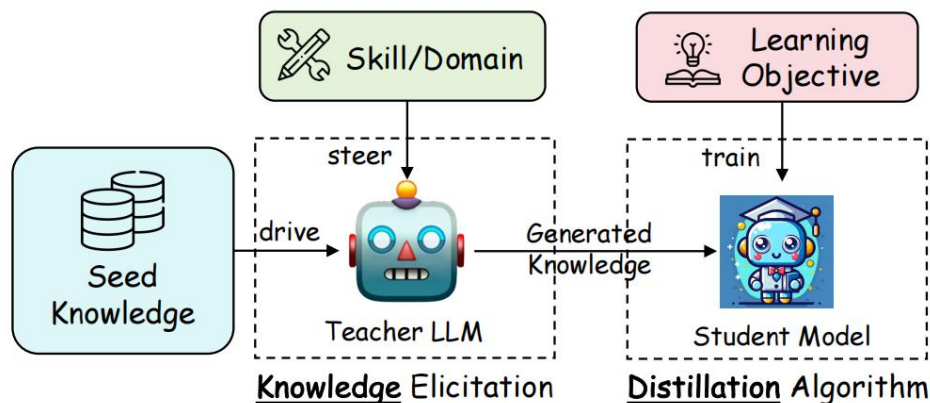 Skill/Domain
Learning
Objective
steer
train
drive
Generated
Knowledge
Seed
Knowledge
Teacher LLM
Student Model
Knowledge Elicitation
Distillation Algorithm